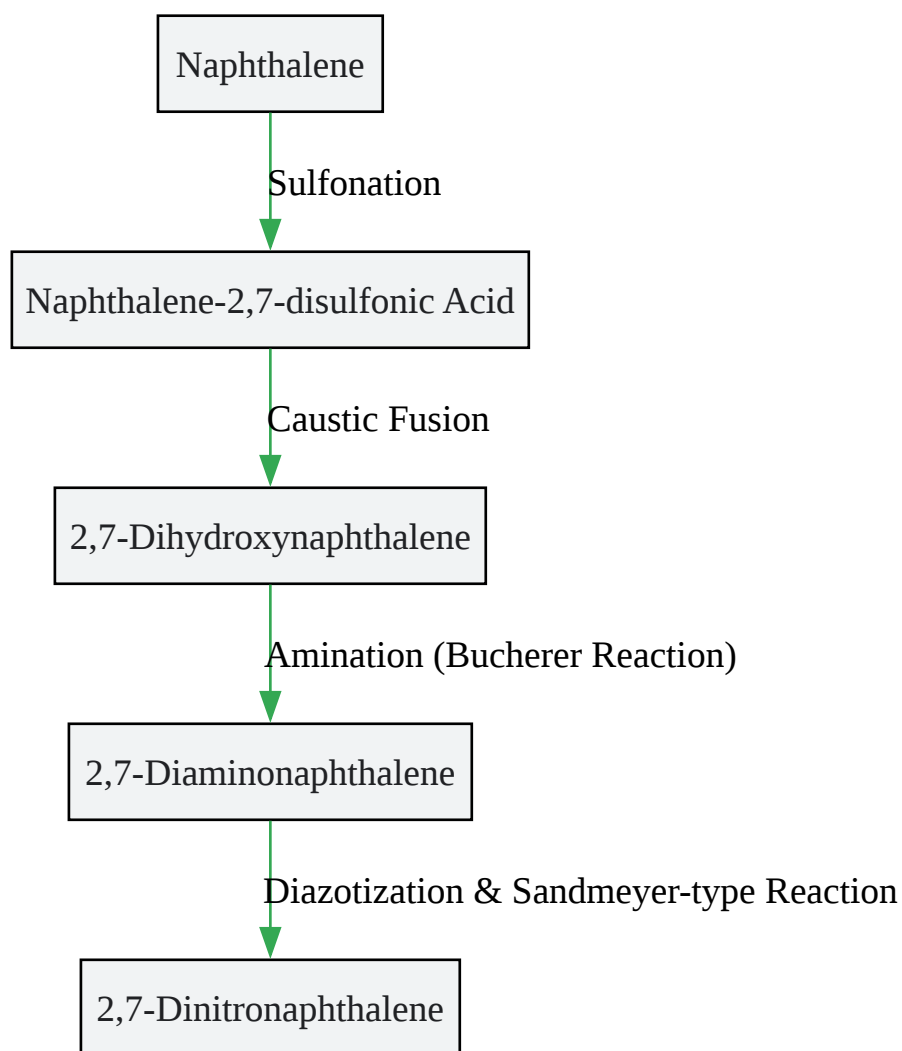 Naphthalene
Sulfonation
Naphthalene-2,7-disulfonic Acid
Caustic Fusion
2,7-Dihydroxynaphthalene
Amination (Bucherer Reaction)
2,7-Diaminonaphthalene
Diazotization & Sandmeyer-type Reaction
2,7-Dinitronaphthalene